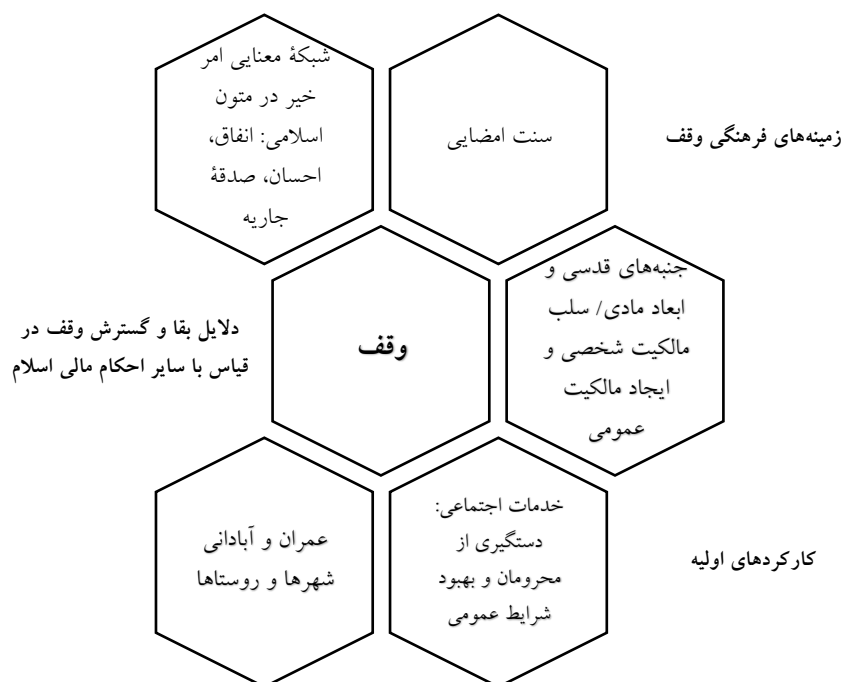 زمینه‌های فرهنگی وقف
سنت امضایی
شبکهٔ معنایی امر
خیر در متون
اسلامی: انفاق،
احسان، صدقهٔ
جاریه
جنبه‌های قدسی و
ابعاد مادی/ سلب
مالکیت شخصی و
ایجاد مالکیت
عمومی
وقف
دلایل بقا و گسترش وقف در
قیاس با سایر احکام مالی اسلام
کارکردهای اولیه
خدمات اجتماعی:
دستگیری از
محرومان و بهبود
شرایط عمومی
عمران و آبادانی
شهرها و روستاها